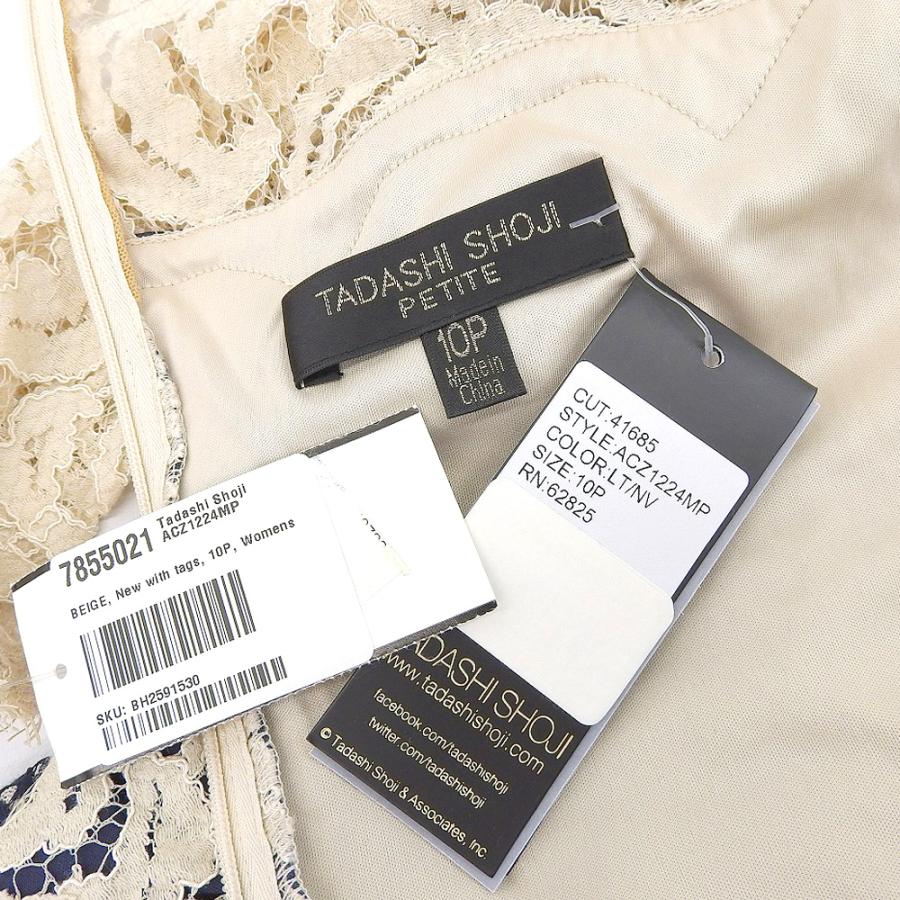 TADASHI SHOJI
PETITE
10P
Made in
China
CUT:41685
STYLE:ACZ1224MP
COLOR:LT/NV
SIZE:10P
RN:62825
TADASHI SHOJI
www.tadashishoji.com
facebook.com/tadashishoji
twitter.com/tadashishoji
© Tadashi Shoji & Associates, Inc.
7855021
Tadashi Shoji
ACZ1224MP
BEIGE, New with tags, 10P, Womens
SKU: BH2591530